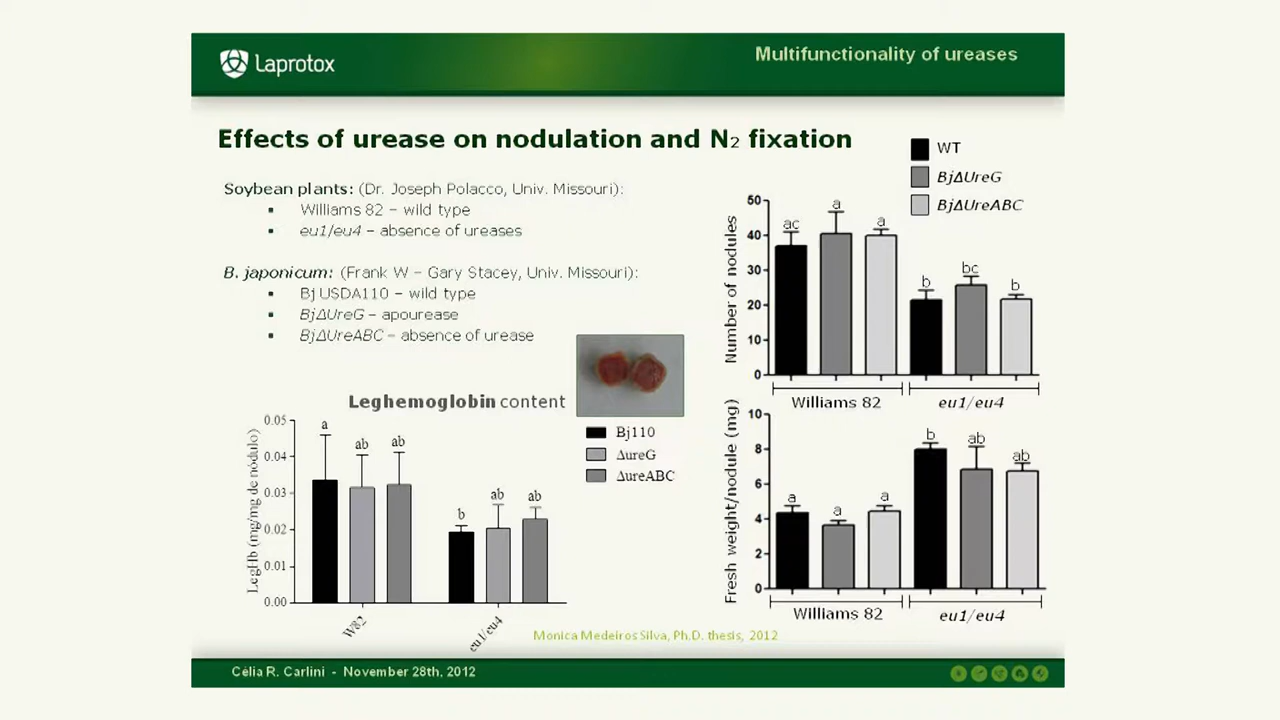 Laprotox
Multifunctionality of ureases
Effects of urease on nodulation and N₂ fixation
Soybean plants: (Dr. Joseph Polacco, Univ. Missouri):
▪ Williams 82 – wild type
▪ eu1/eu4 – absence of ureases
B. japonicum: (Frank W – Gary Stacey, Univ. Missouri):
▪ Bj USDA110 – wild type
▪ BjΔUreG – apourease
▪ BjΔUreABC – absence of urease
WT
BjΔUreG
BjΔUreABC
Number of nodules
50
40
30
20
10
0
ac
a
a
b
bc
b
Williams 82
eu1/eu4
Leghemoglobin content
Bj110
ΔureG
ΔureABC
LegHb (mg/mg de nódulo)
0.05
0.04
0.03
0.02
0.01
0.00
a
ab
ab
b
ab
ab
W82
eu1/eu4
Fresh weight/nodule (mg)
10
8
6
4
2
0
a
a
a
b
ab
ab
Williams 82
eu1/eu4
Monica Medeiros Silva, Ph.D. thesis, 2012
Célia R. Carlini - November 28th, 2012